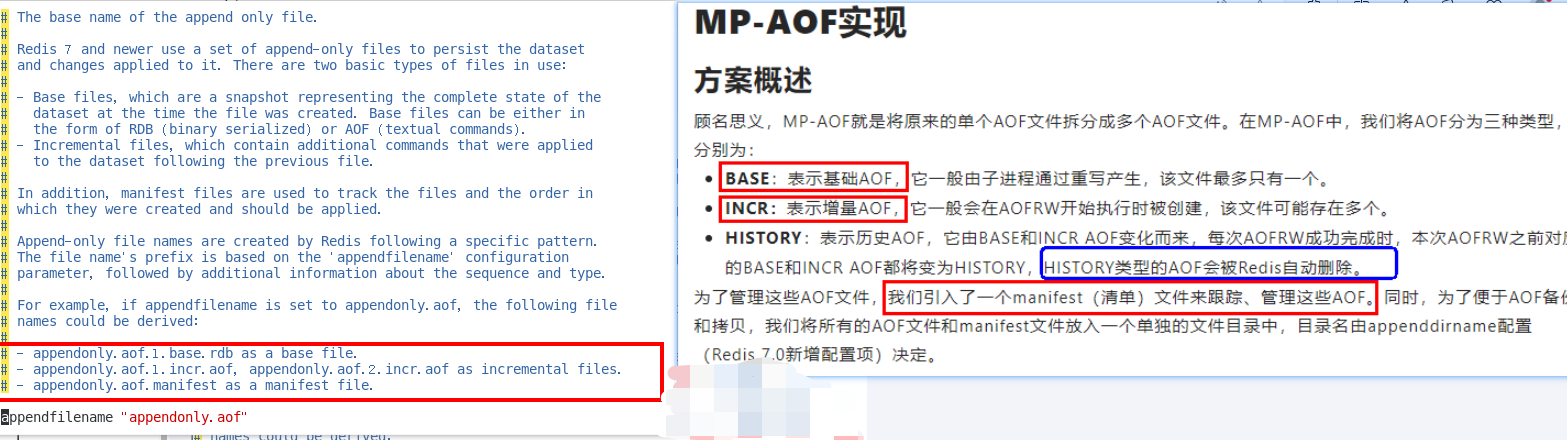 # The base name of the append only file.
#
# Redis 7 and newer use a set of append-only files to persist the dataset
# and changes applied to it. There are two basic types of files in use:
#
# - Base files, which are a snapshot representing the complete state of the
#   dataset at the time the file was created. Base files can be either in
#   the form of RDB (binary serialized) or AOF (textual commands).
# - Incremental files, which contain additional commands that were applied
#   to the dataset following the previous file.
#
# In addition, manifest files are used to track the files and the order in
# which they were created and should be applied.
#
# Append-only file names are created by Redis following a specific pattern.
# The file name's prefix is based on the 'appendfilename' configuration
# parameter, followed by additional information about the sequence and type.
#
# For example, if appendfilename is set to appendonly.aof, the following file
# names could be derived:
#
# - appendonly.aof.1.base.rdb as a base file.
# - appendonly.aof.1.incr.aof, appendonly.aof.2.incr.aof as incremental files.
# - appendonly.aof.manifest as a manifest file.
appendfilename "appendonly.aof"
# names could be derived:
MP-AOF实现
方案概述
顾名思义，MP-AOF就是将原来的单个AOF文件拆分成多个AOF文件。在MP-AOF中，我们将AOF分为三种类型，
分别为：
• BASE：表示基础AOF，它一般由子进程通过重写产生，该文件最多只有一个。
• INCR：表示增量AOF，它一般会在AOFRW开始执行时被创建，该文件可能存在多个。
• HISTORY：表示历史AOF，它由BASE和INCR AOF变化而来，每次AOFRW成功完成时，本次AOFRW之前对
的BASE和INCR AOF都将变为HISTORY，HISTORY类型的AOF会被Redis自动删除。
为了管理这些AOF文件，我们引入了一个manifest（清单）文件来跟踪、管理这些AOF。同时，为了便于AOF备
和拷贝，我们将所有的AOF文件和manifest文件放入一个单独的文件目录中，目录名由appenddirname配置
（Redis 7.0新增配置项）决定。